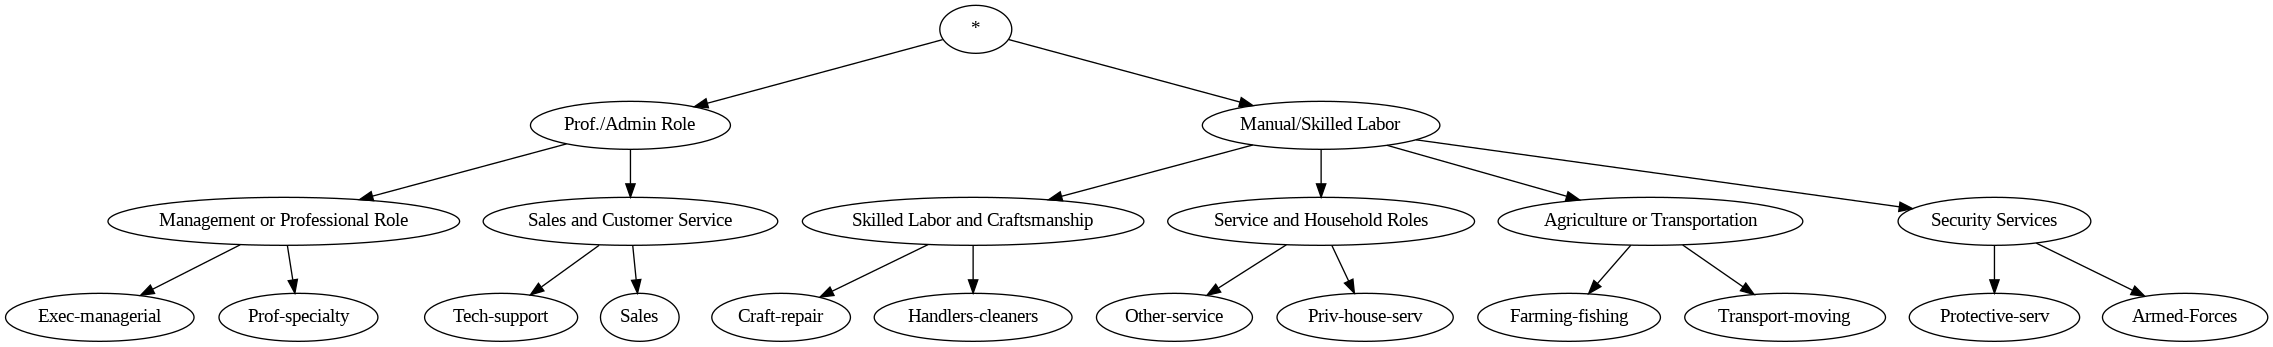 *
Prof./Admin Role
Manual/Skilled Labor
Management or Professional Role
Sales and Customer Service
Skilled Labor and Craftsmanship
Service and Household Roles
Agriculture or Transportation
Security Services
Exec-managerial
Prof-specialty
Tech-support
Sales
Craft-repair
Handlers-cleaners
Other-service
Priv-house-serv
Farming-fishing
Transport-moving
Protective-serv
Armed-Forces